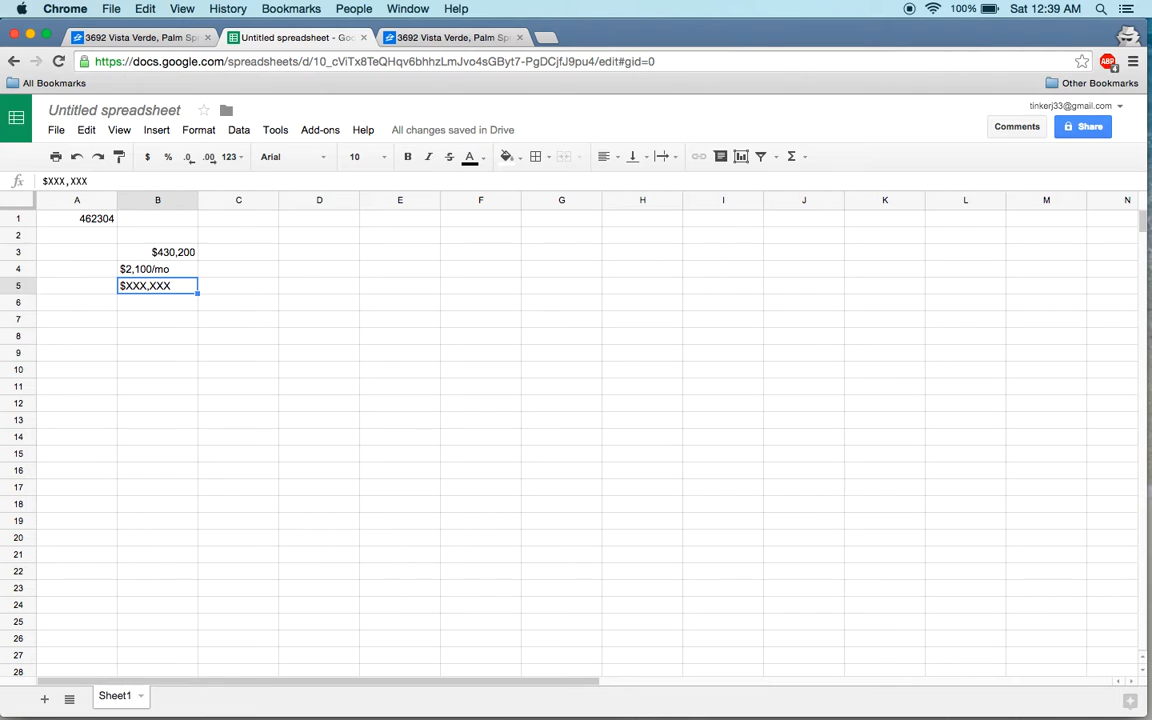 Chrome File Edit View History Bookmarks People Window Help 100% Sat 12:39 AM
3692 Vista Verde, Palm Spr × Untitled spreadsheet - Goo × 3692 Vista Verde, Palm Spr ×
https://docs.google.com/spreadsheets/d/10_cViTx8TeQHqv6bhhzLmJvo4sGByt7-PgDCjfJ9pu4/edit#gid=0 ABP 4
All Bookmarks Other Bookmarks
Untitled spreadsheet tinkerj33@gmail.com
File Edit View Insert Format Data Tools Add-ons Help All changes saved in Drive Comments Share
$ % .0 .00 123 Arial 10 B I S A Σ
fx $XXX,XXX
A B C D E F G H I J K L M N
1 462304
2
3 $430,200
4 $2,100/mo
5 $XXX,XXX
6
7
8
9
10
11
12
13
14
15
16
17
18
19
20
21
22
23
24
25
26
27
28
+ Sheet1